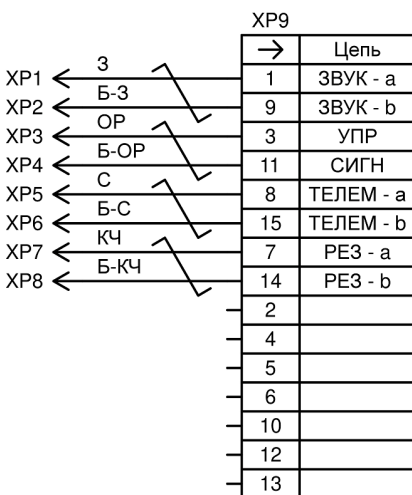 XP9
Цепь
XP1 З 1 ЗВУК - a
XP2 Б-З 9 ЗВУК - b
XP3 ОР 3 УПР
XP4 Б-ОР 11 СИГН
XP5 С 8 ТЕЛЕМ - a
XP6 Б-С 15 ТЕЛЕМ - b
XP7 КЧ 7 РЕЗ - a
XP8 Б-КЧ 14 РЕЗ - b
2
4
5
6
10
12
13